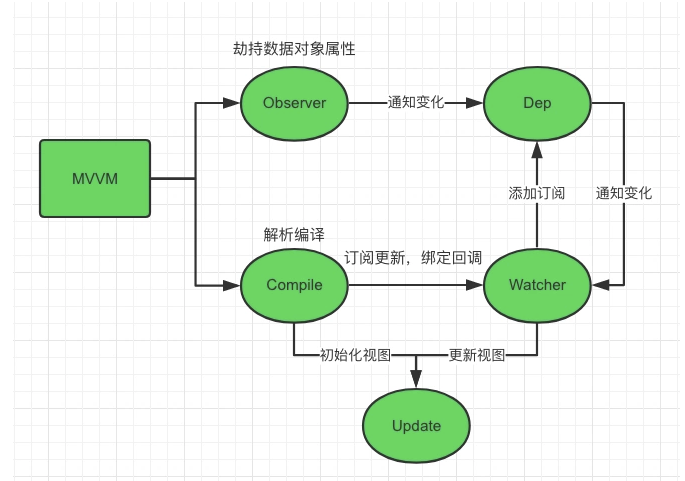 劫持数据对象属性
Observer
通知变化
Dep
MVVM
添加订阅
通知变化
解析编译
订阅更新，绑定回调
Compile
Watcher
初始化视图
更新视图
Update